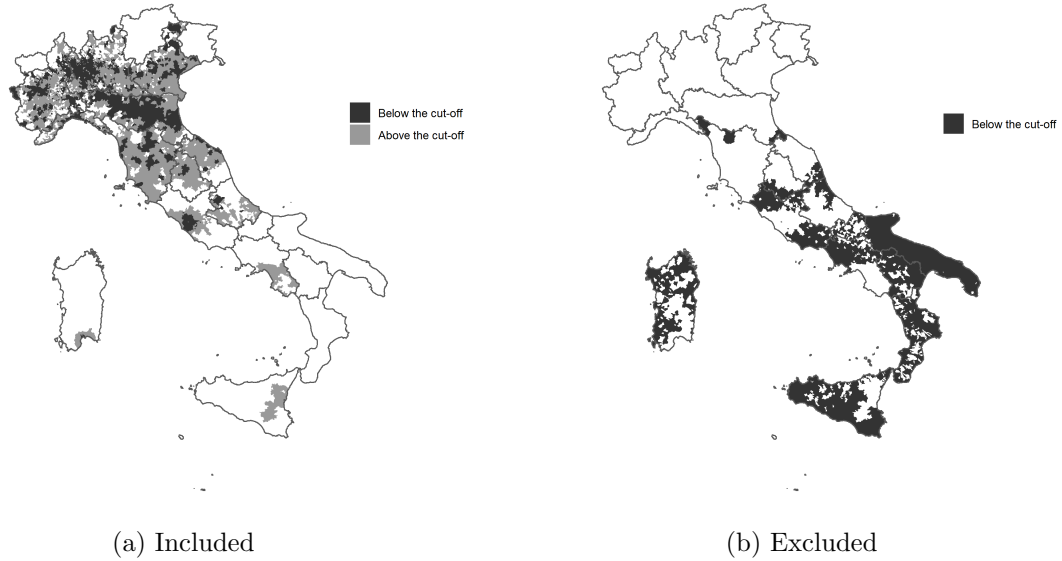 Below the cut-off
Above the cut-off
Below the cut-off
(a) Included
(b) Excluded